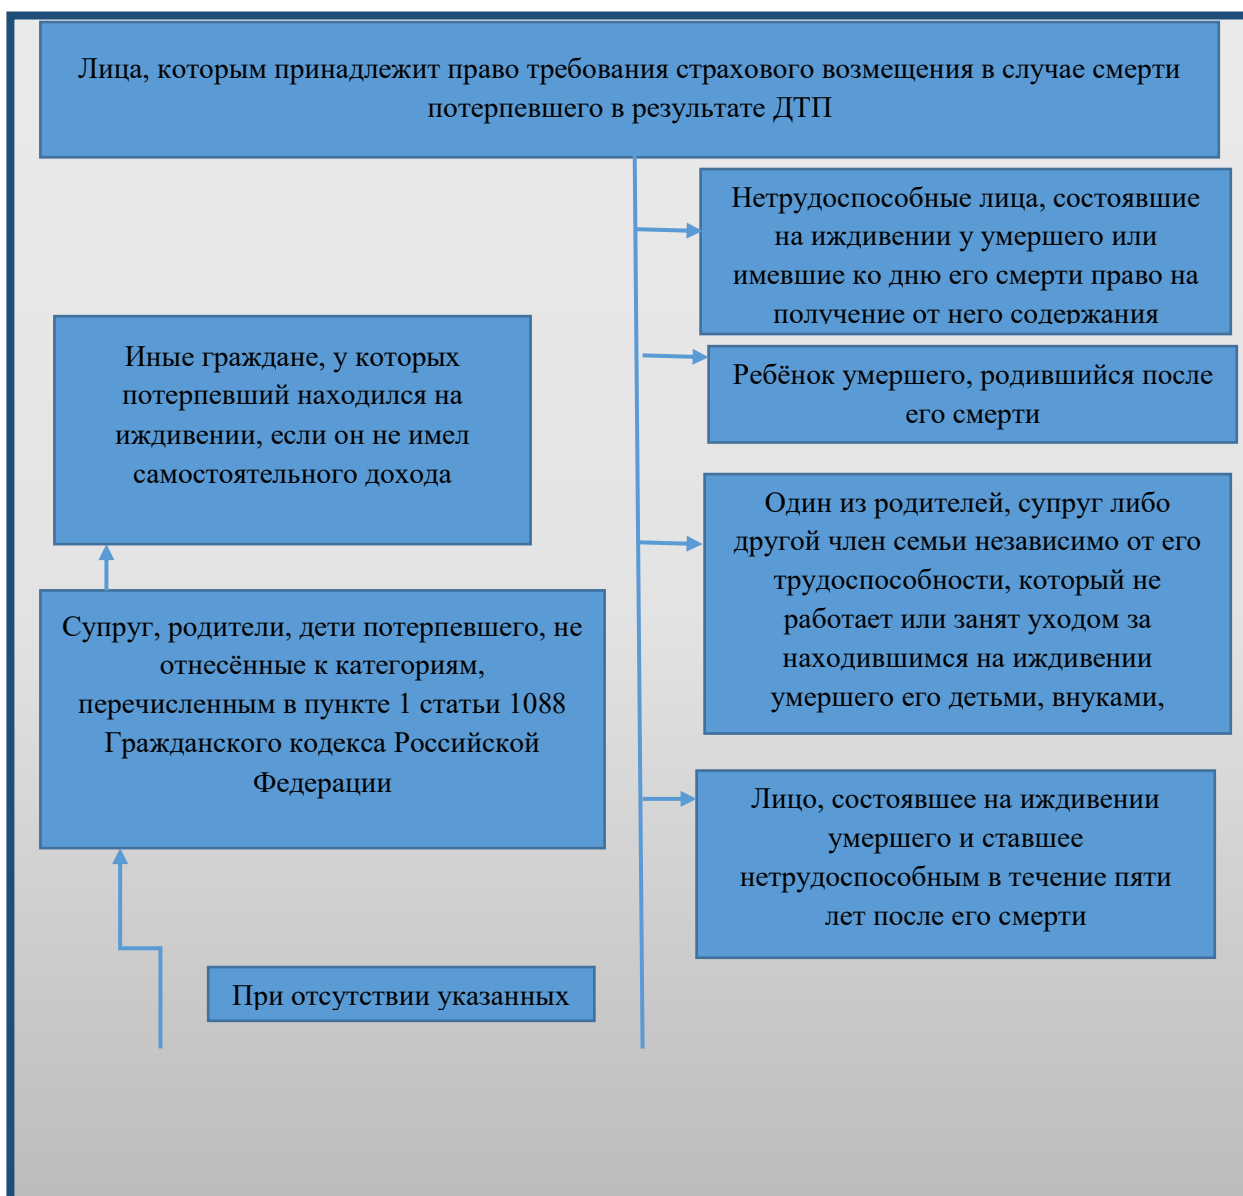 Лица, которым принадлежит право требования страхового возмещения в случае смерти
потерпевшего в результате ДТП
Нетрудоспособные лица, состоявшие
на иждивении у умершего или
имевшие ко дню его смерти право на
получение от него содержания
Ребёнок умершего, родившийся после
его смерти
Один из родителей, супруг либо
другой член семьи независимо от его
трудоспособности, который не
работает или занят уходом за
находившимся на иждивении
умершего его детьми, внуками,
Лицо, состоявшее на иждивении
умершего и ставшее
нетрудоспособным в течение пяти
лет после его смерти
При отсутствии указанных
Супруг, родители, дети потерпевшего, не
отнесённые к категориям,
перечисленным в пункте 1 статьи 1088
Гражданского кодекса Российской
Федерации
Иные граждане, у которых
потерпевший находился на
иждивении, если он не имел
самостоятельного дохода